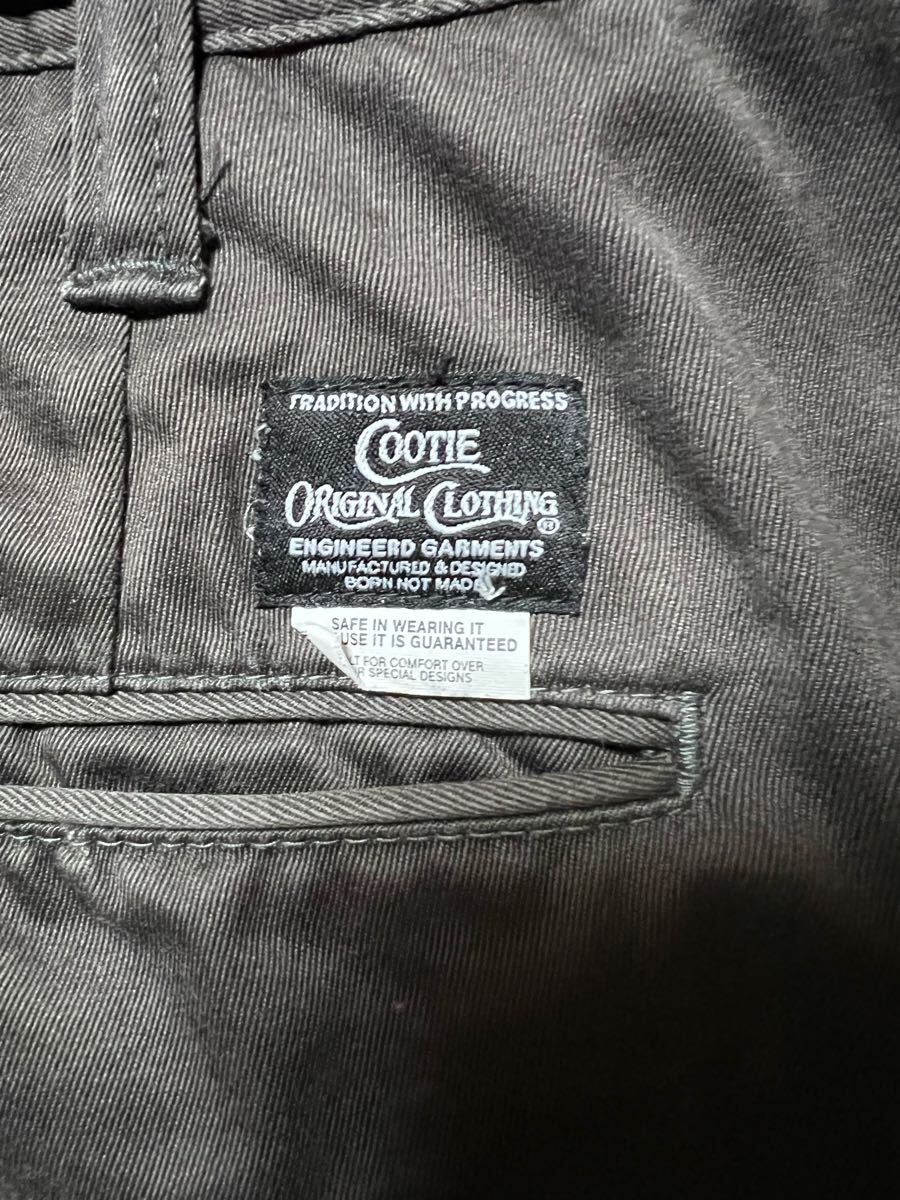 TRADITION WITH PROGRESS
COOTIE
ORIGINAL CLOTHING ®
ENGINEERD GARMENTS
MANUFACTURED & DESIGNED
BORN NOT MADE
SAFE IN WEARING IT
USE IT IS GUARANTEED
FOR COMFORT OVER
SPECIAL DESIGNS